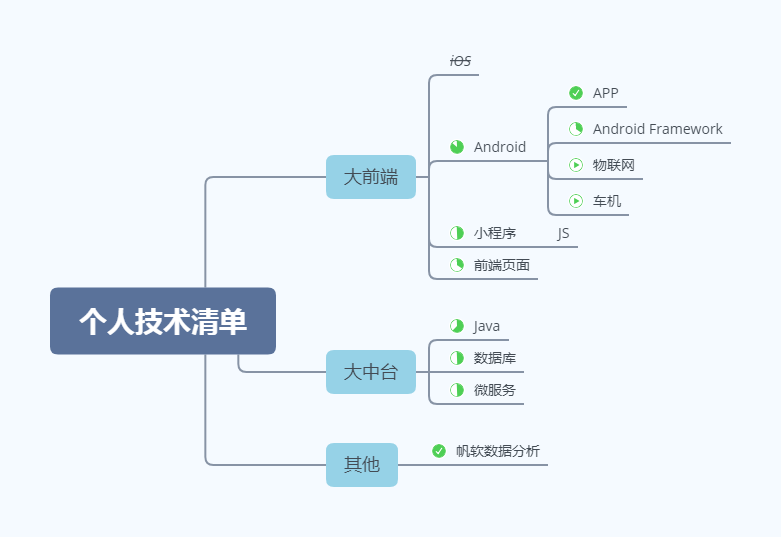 个人技术清单
大前端
iOS
Android
APP
Android Framework
物联网
车机
小程序
JS
前端页面
大中台
Java
数据库
微服务
其他
帆软数据分析